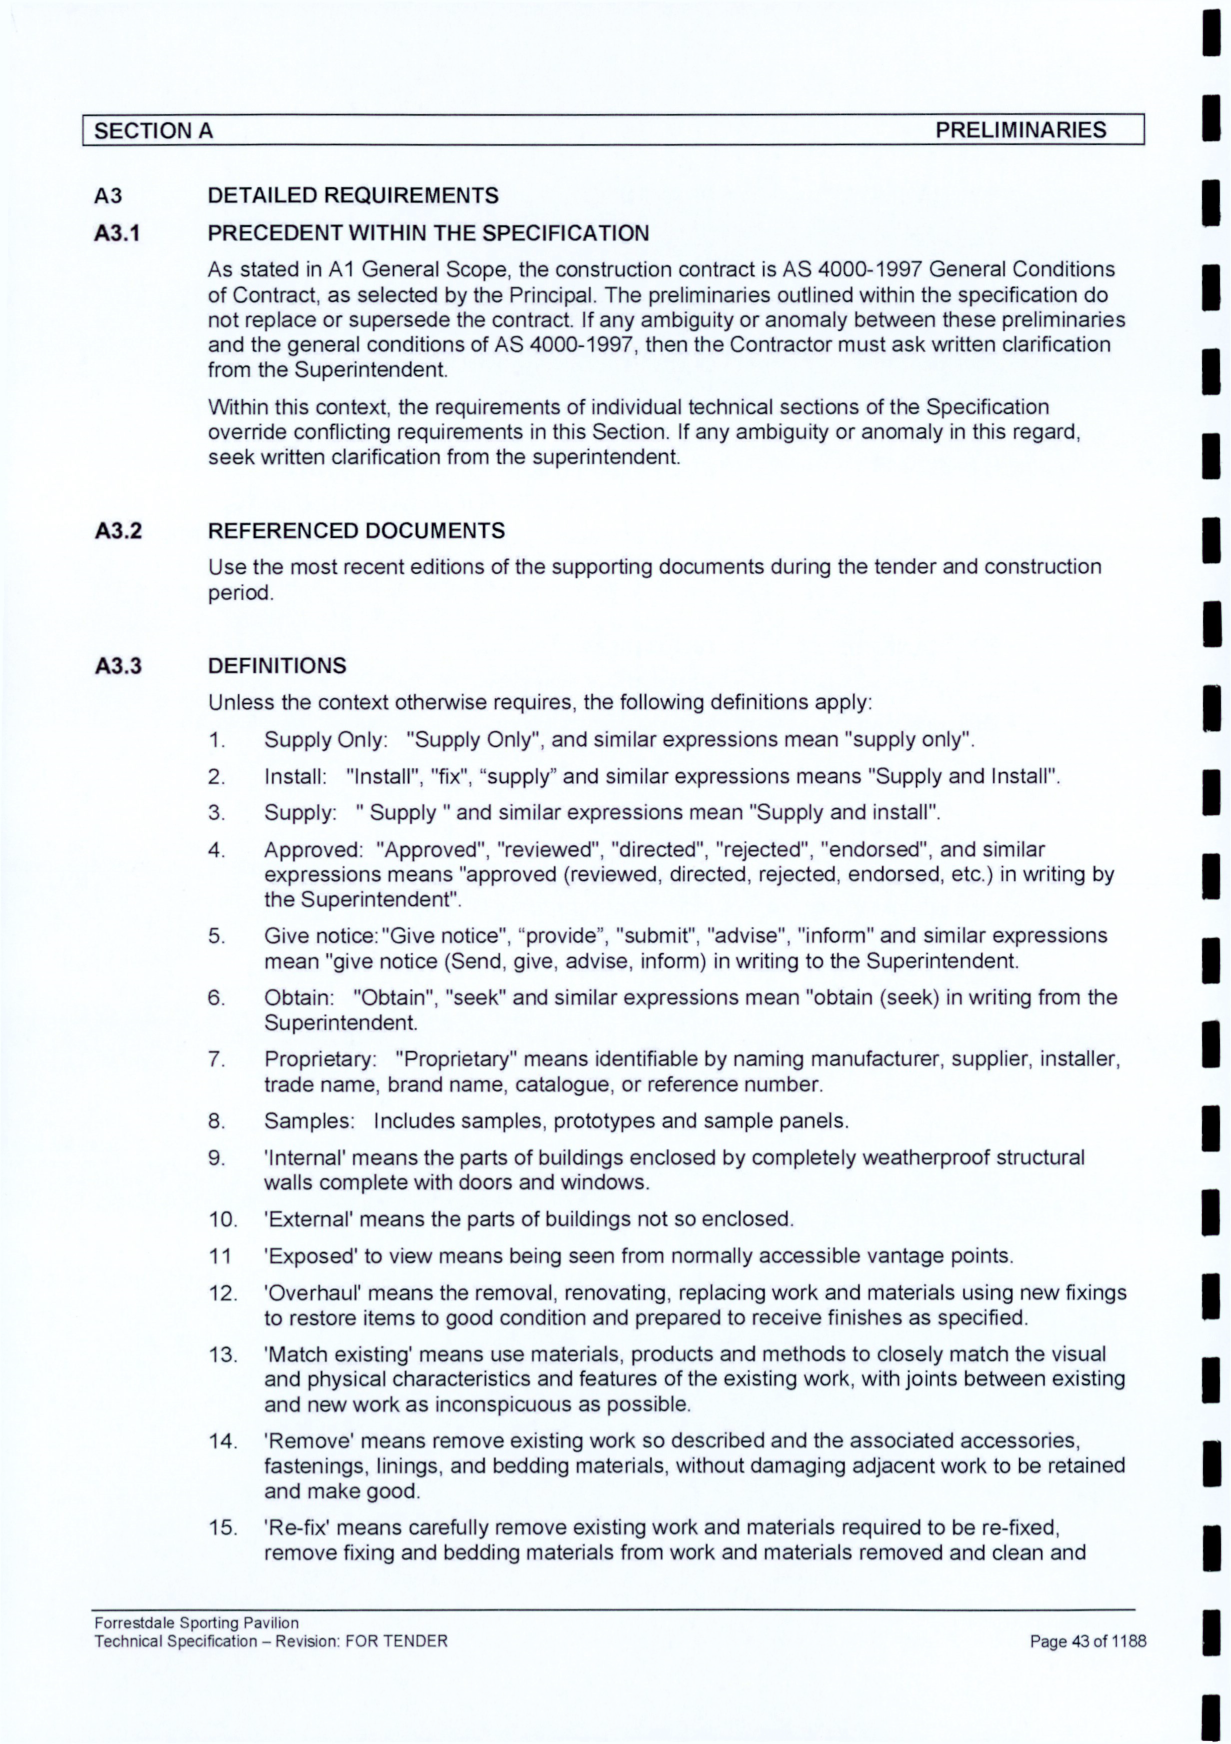 SECTION A PRELIMINARIES
A3 DETAILED REQUIREMENTS
A3.1 PRECEDENT WITHIN THE SPECIFICATION
As stated in A1 General Scope, the construction contract is AS 4000-1997 General Conditions
of Contract, as selected by the Principal. The preliminaries outlined within the specification do
not replace or supersede the contract. If any ambiguity or anomaly between these preliminaries
and the general conditions of AS 4000-1997, then the Contractor must ask written clarification
from the Superintendent.
Within this context, the requirements of individual technical sections of the Specification
override conflicting requirements in this Section. If any ambiguity or anomaly in this regard,
seek written clarification from the superintendent.
A3.2 REFERENCED DOCUMENTS
Use the most recent editions of the supporting documents during the tender and construction
period.
A3.3 DEFINITIONS
Unless the context otherwise requires, the following definitions apply:
1. Supply Only: "Supply Only", and similar expressions mean "supply only".
2. Install: "Install", "fix", “supply” and similar expressions means "Supply and Install".
3. Supply: " Supply " and similar expressions mean "Supply and install".
4. Approved: "Approved", "reviewed", "directed", "rejected", "endorsed", and similar
expressions means "approved (reviewed, directed, rejected, endorsed, etc.) in writing by
the Superintendent".
5. Give notice: "Give notice", “provide”, "submit", "advise", "inform" and similar expressions
mean "give notice (Send, give, advise, inform) in writing to the Superintendent.
6. Obtain: "Obtain", "seek" and similar expressions mean "obtain (seek) in writing from the
Superintendent.
7. Proprietary: "Proprietary" means identifiable by naming manufacturer, supplier, installer,
trade name, brand name, catalogue, or reference number.
8. Samples: Includes samples, prototypes and sample panels.
9. 'Internal' means the parts of buildings enclosed by completely weatherproof structural
walls complete with doors and windows.
10. 'External' means the parts of buildings not so enclosed.
11 'Exposed' to view means being seen from normally accessible vantage points.
12. 'Overhaul' means the removal, renovating, replacing work and materials using new fixings
to restore items to good condition and prepared to receive finishes as specified.
13. 'Match existing' means use materials, products and methods to closely match the visual
and physical characteristics and features of the existing work, with joints between existing
and new work as inconspicuous as possible.
14. 'Remove' means remove existing work so described and the associated accessories,
fastenings, linings, and bedding materials, without damaging adjacent work to be retained
and make good.
15. 'Re-fix' means carefully remove existing work and materials required to be re-fixed,
remove fixing and bedding materials from work and materials removed and clean and
Forrestdale Sporting Pavilion
Technical Specification – Revision: FOR TENDER Page 43 of 1188